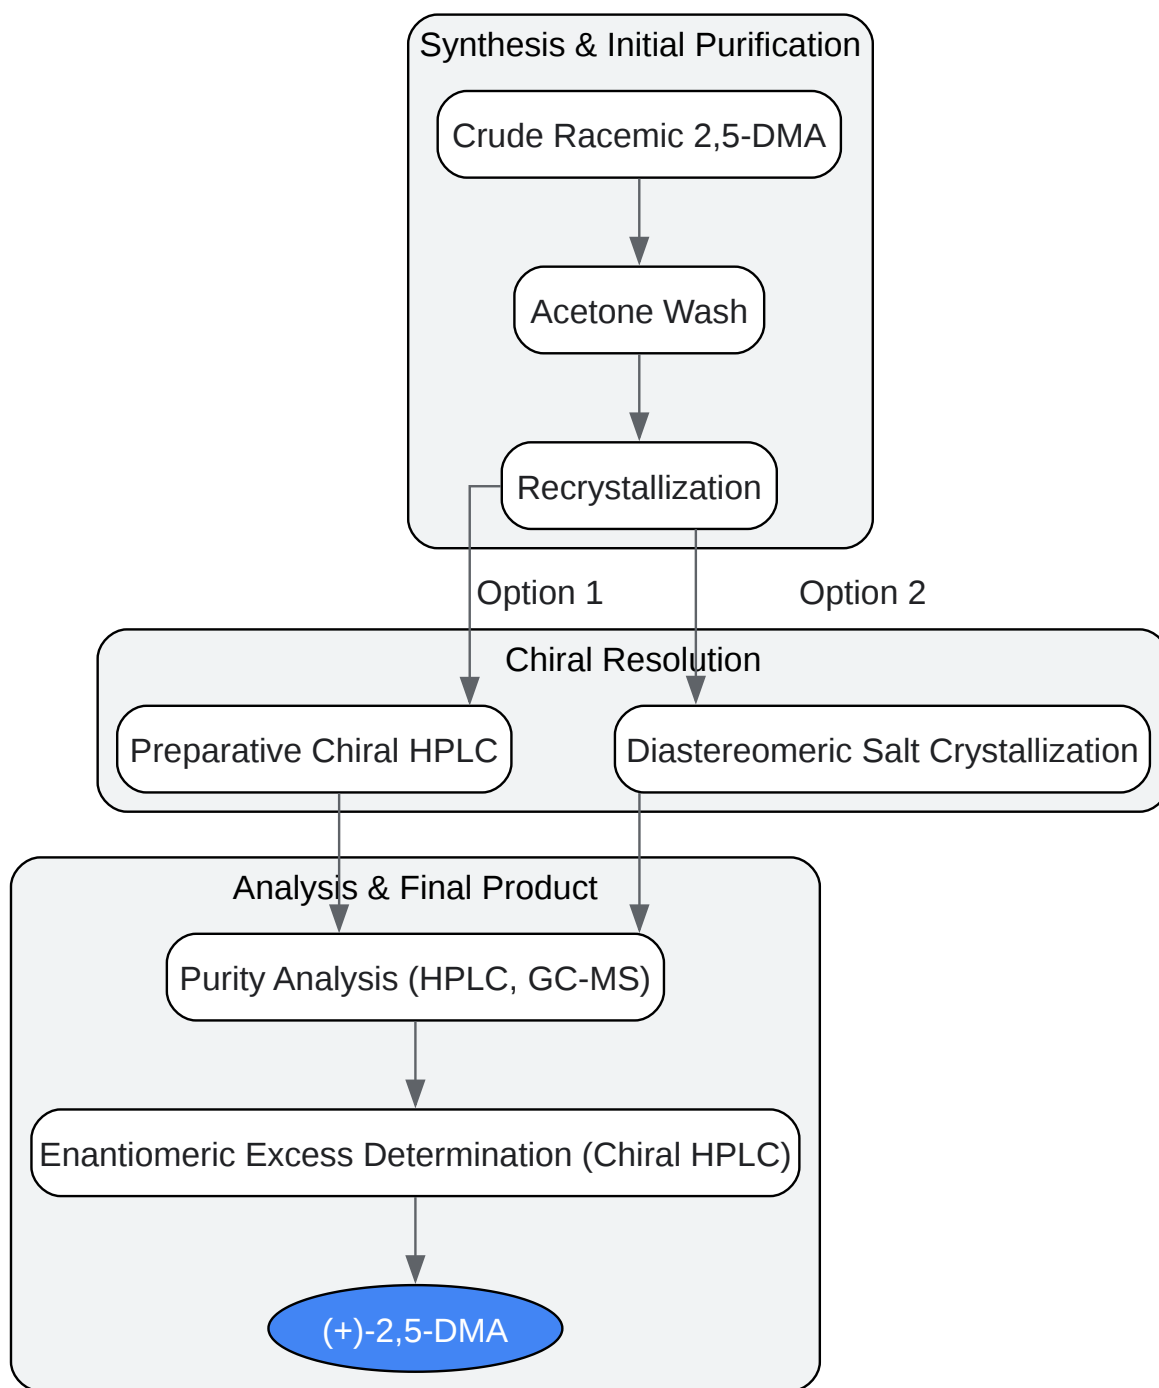 Synthesis & Initial Purification
Crude Racemic 2,5-DMA
Acetone Wash
Recrystallization
Option 1
Option 2
Chiral Resolution
Preparative Chiral HPLC
Diastereomeric Salt Crystallization
Analysis & Final Product
Purity Analysis (HPLC, GC-MS)
Enantiomeric Excess Determination (Chiral HPLC)
(+)-2,5-DMA